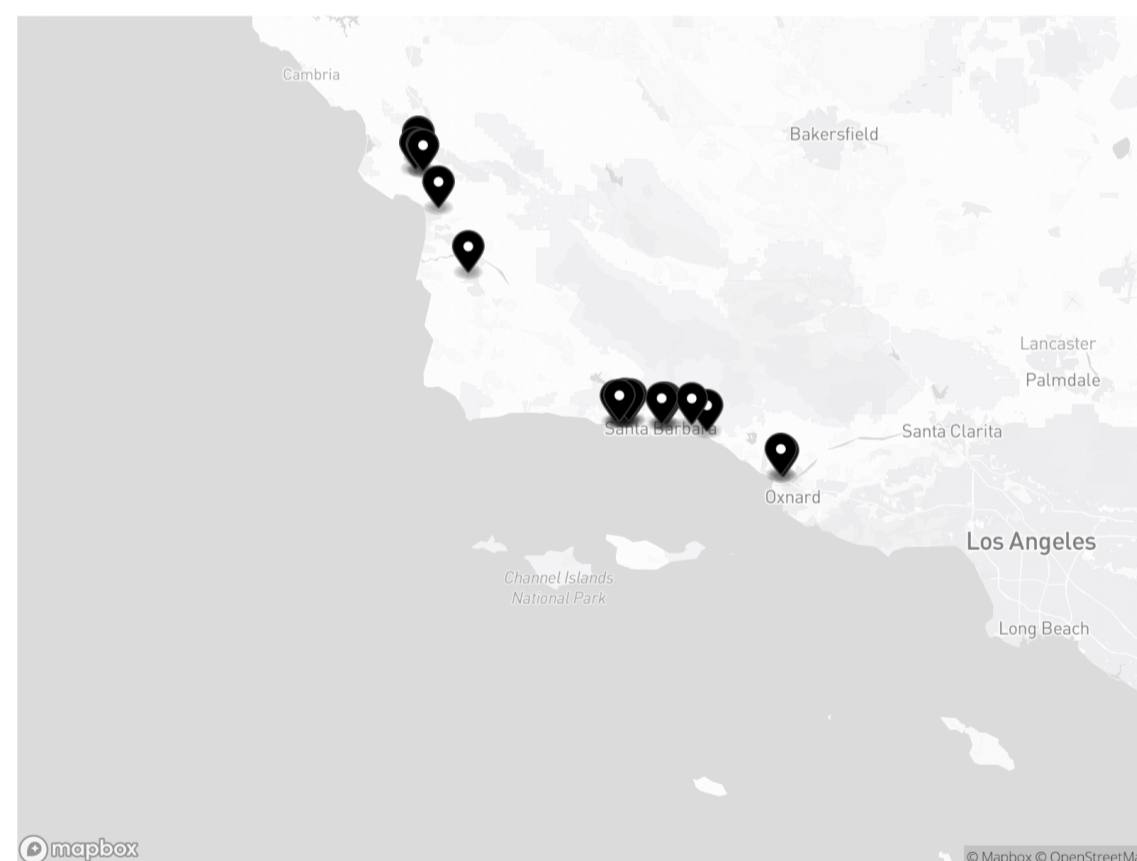 Cambria
Bakersfield
Lancaster
Palmdale
Santa Barbara
Santa Clarita
Oxnard
Los Angeles
Channel Islands
National Park
Long Beach
mapbox
© Mapbox © OpenStreetMa